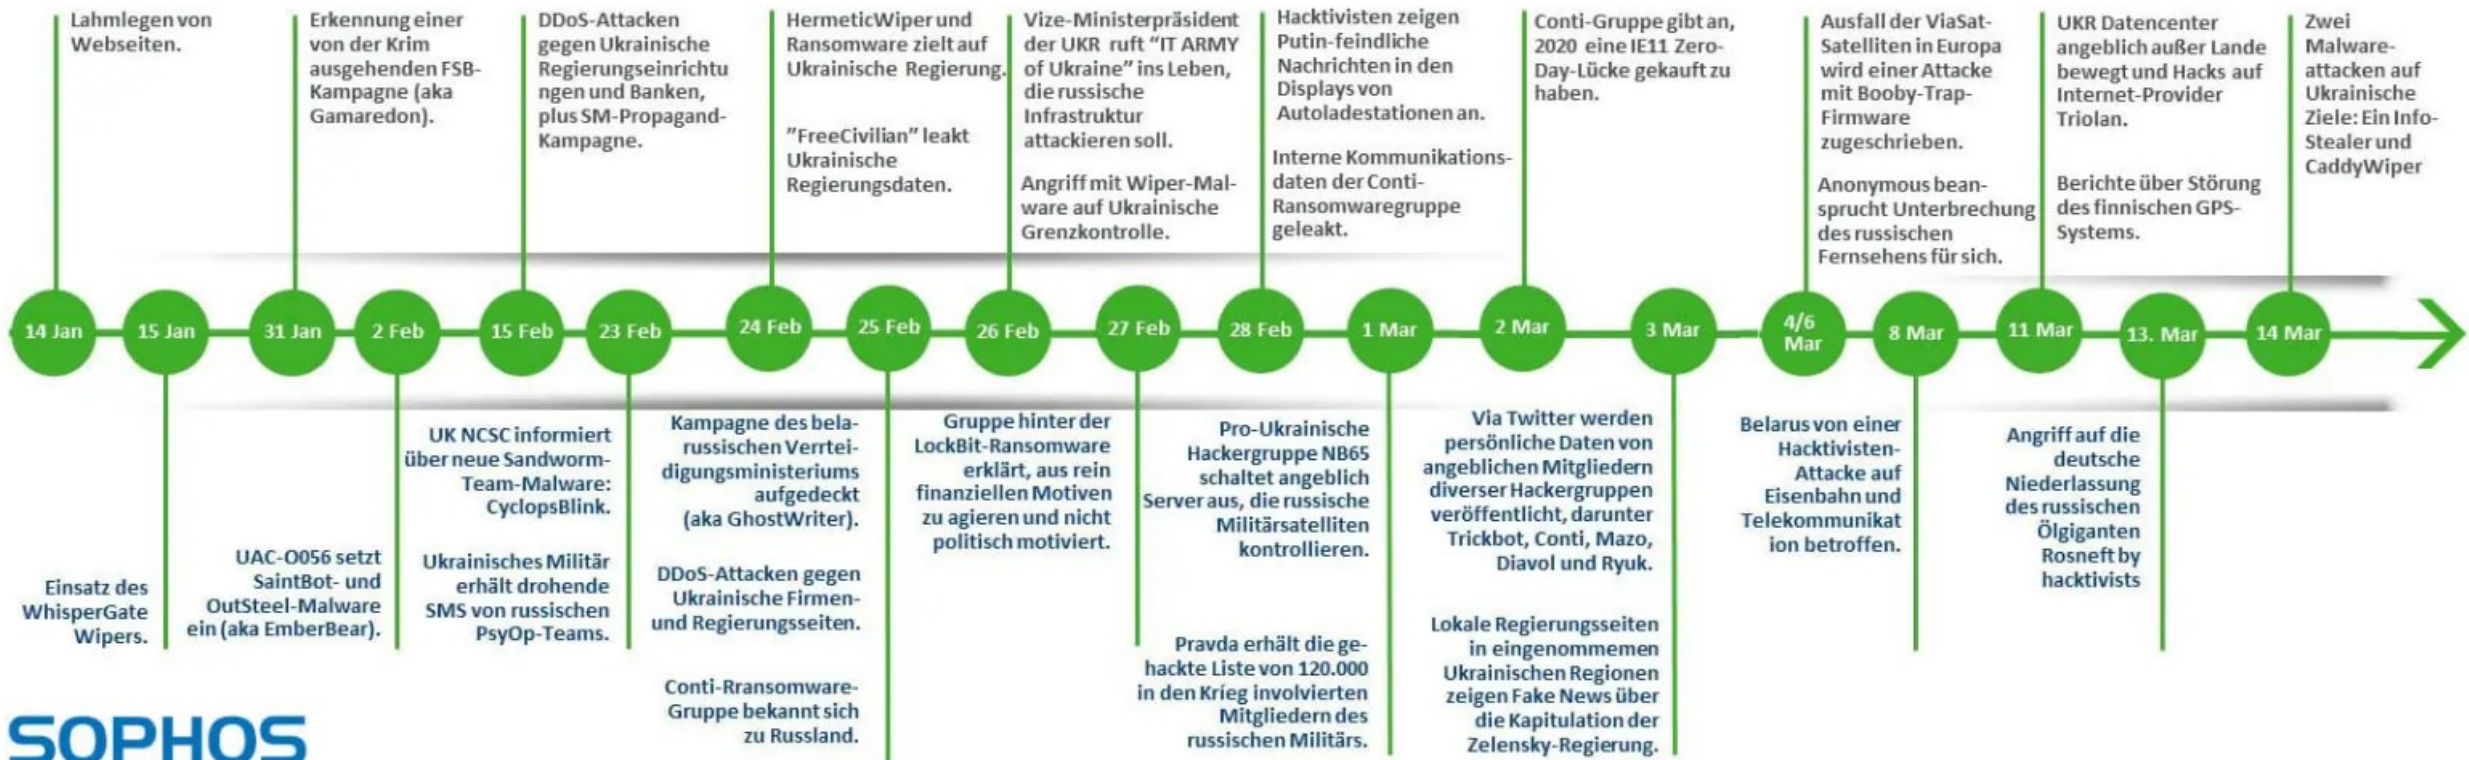 Lahmlegen von
Webseiten.
Erkennung einer
von der Krim
ausgehenden FSB-
Kampagne (aka
Gamaredon).
DDoS-Attacken
gegen Ukrainische
Regierungseinrichtu
ngen und Banken,
plus SM-Propagand-
Kampagne.
HermeticWiper und
Ransomware zielt auf
Ukrainische Regierung.
"FreeCivilian" leakt
Ukrainische
Regierungsdaten.
Vize-Ministerpräsident
der UKR ruft "IT ARMY
of Ukraine" ins Leben,
die russische
Infrastruktur
attackieren soll.
Angriff mit Wiper-Mal-
ware auf Ukrainische
Grenzkontrolle.
Hacktivisten zeigen
Putin-feindliche
Nachrichten in den
Displays von
Autoladestationen an.
Interne Kommunikations-
daten der Conti-
Ransomwaregruppe
geleakt.
Conti-Gruppe gibt an,
2020 eine IE11 Zero-
Day-Lücke gekauft zu
haben.
Ausfall der ViaSat-
Satelliten in Europa
wird einer Attacke
mit Booby-Trap-
Firmware
zugeschrieben.
Anonymous bean-
sprucht Unterbrechung
des russischen
Fernsehens für sich.
UKR Datencenter
angeblich außer Lande
bewegt und Hacks auf
Internet-Provider
Triolan.
Berichte über Störung
des finnischen GPS-
Systems.
Zwei
Malware-
attacken auf
Ukrainische
Ziele: Ein Info-
Stealer und
CaddyWiper
14 Jan
15 Jan
31 Jan
2 Feb
15 Feb
23 Feb
24 Feb
25 Feb
26 Feb
27 Feb
28 Feb
1 Mar
2 Mar
3 Mar
4/6
Mar
8 Mar
11 Mar
13. Mar
14 Mar
Einsatz des
WhisperGate
Wipers.
UAC-O056 setzt
SaintBot- und
OutSteel-Malware
ein (aka EmberBear).
UK NCSC informiert
über neue Sandworm-
Team-Malware:
CyclopsBlink.
Ukrainisches Militär
erhält drohende
SMS von russischen
PsyOp-Teams.
Kampagne des bela-
russischen Verrtei-
digungsministeriums
aufgedeckt
(aka GhostWriter).
DDoS-Attacken gegen
Ukrainische Firmen-
und Regierungsseiten.
Conti-Rransomware-
Gruppe bekannt sich
zu Russland.
Gruppe hinter der
LockBit-Ransomware
erklärt, aus rein
finanziellen Motiven
zu agieren und nicht
politisch motiviert.
Pro-Ukrainische
Hackergruppe NB65
schaltet angeblich
Server aus, die russische
Militärsatelliten
kontrollieren.
Pravda erhält die ge-
hackte Liste von 120.000
in den Krieg involvierten
Mitgliedern des
russischen Militärs.
Via Twitter werden
persönliche Daten von
angeblichen Mitgliedern
diverser Hackergruppen
veröffentlicht, darunter
Trickbot, Conti, Mazo,
Diavol und Ryuk.
Lokale Regierungsseiten
in eingenommemen
Ukrainischen Regionen
zeigen Fake News über
die Kapitulation der
Zelensky-Regierung.
Belarus von einer
Hacktivisten-
Attacke auf
Eisenbahn und
Telekommunikat
ion betroffen.
Angriff auf die
deutsche
Niederlassung
des russischen
Ölgiganten
Rosneft by
hacktivists
SOPHOS